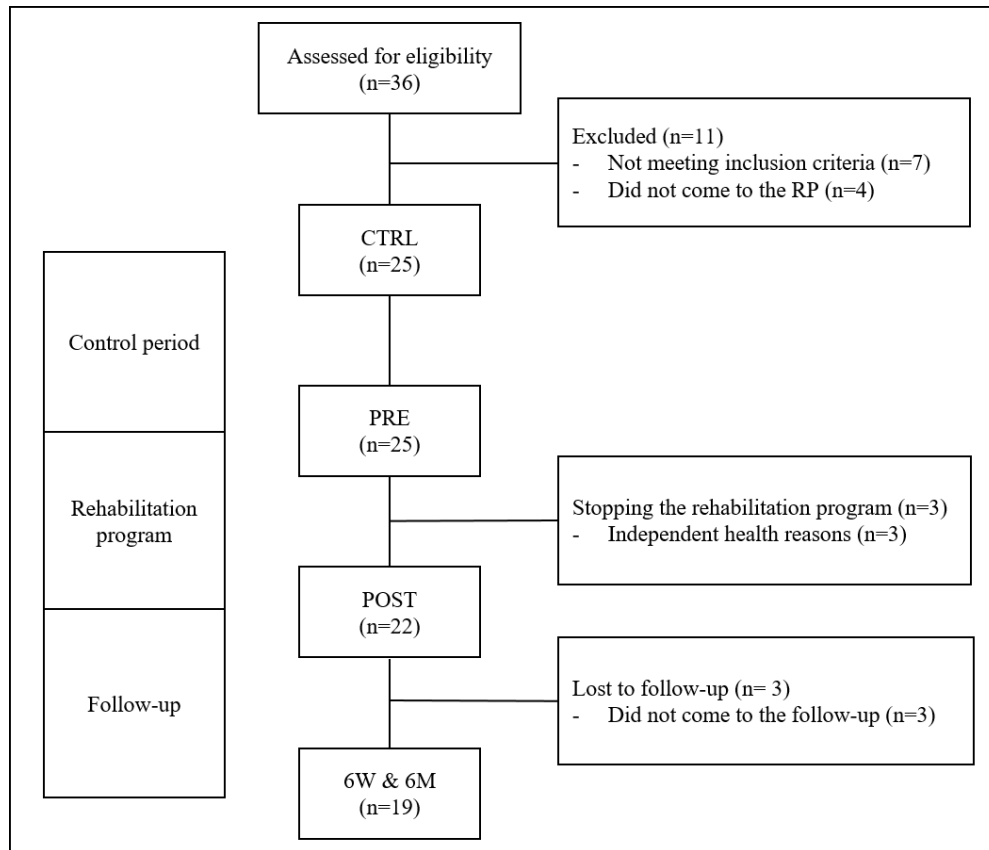 Assessed for eligibility
(n=36)
Excluded (n=11)
- Not meeting inclusion criteria (n=7)
- Did not come to the RP (n=4)
CTRL
(n=25)
Control period
PRE
(n=25)
Rehabilitation
program
Stopping the rehabilitation program (n=3)
- Independent health reasons (n=3)
POST
(n=22)
Follow-up
Lost to follow-up (n= 3)
- Did not come to the follow-up (n=3)
6W & 6M
(n=19)